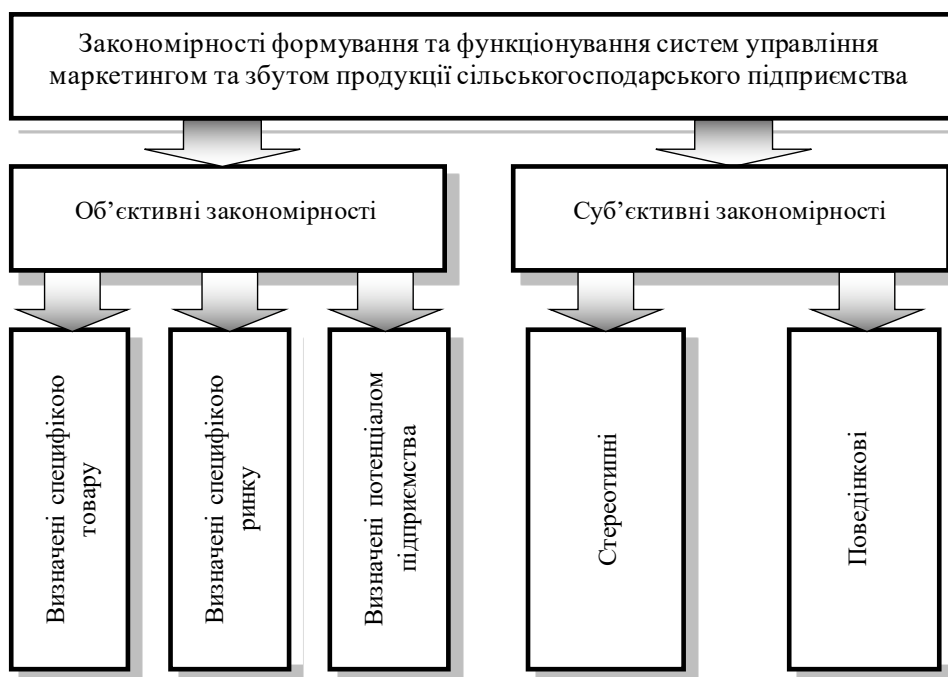 Закономірності формування та функціонування систем управління
маркетингом та збутом продукції сільськогосподарського підприємства
Об’єктивні закономірності
Суб’єктивні закономірності
Визначені специфікою
товару
Визначені специфікою
ринку
Визначені потенціалом
підприємства
Стереотипні
Поведінкові